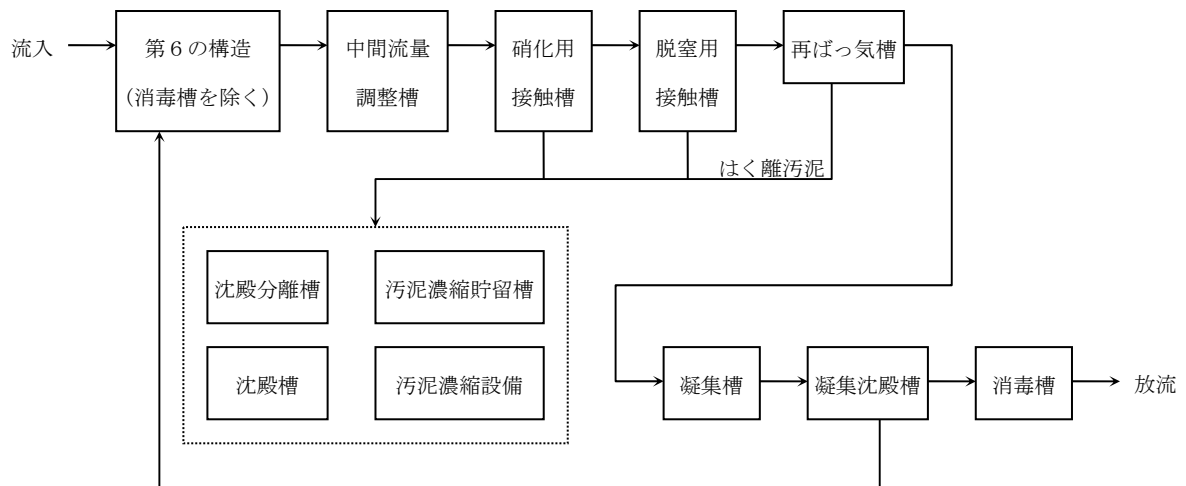 流入
第６の構造
（消毒槽を除く）
中間流量
調整槽
硝化用
接触槽
脱窒用
接触槽
再ばっ気槽
はく離汚泥
沈殿分離槽
汚泥濃縮貯留槽
沈殿槽
汚泥濃縮設備
凝集槽
凝集沈殿槽
消毒槽
放流